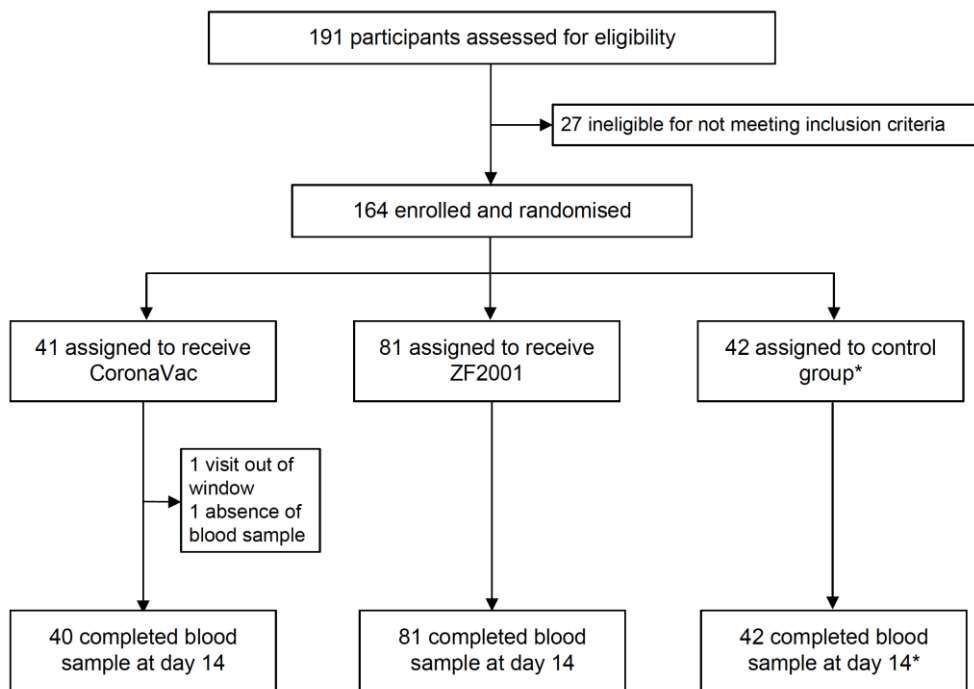 191 participants assessed for eligibility
27 ineligible for not meeting inclusion criteria
164 enrolled and randomised
41 assigned to receive
CoronaVac
81 assigned to receive
ZF2001
42 assigned to control
group*
1 visit out of
window
1 absence of
blood sample
40 completed blood
sample at day 14
81 completed blood
sample at day 14
42 completed blood
sample at day 14*